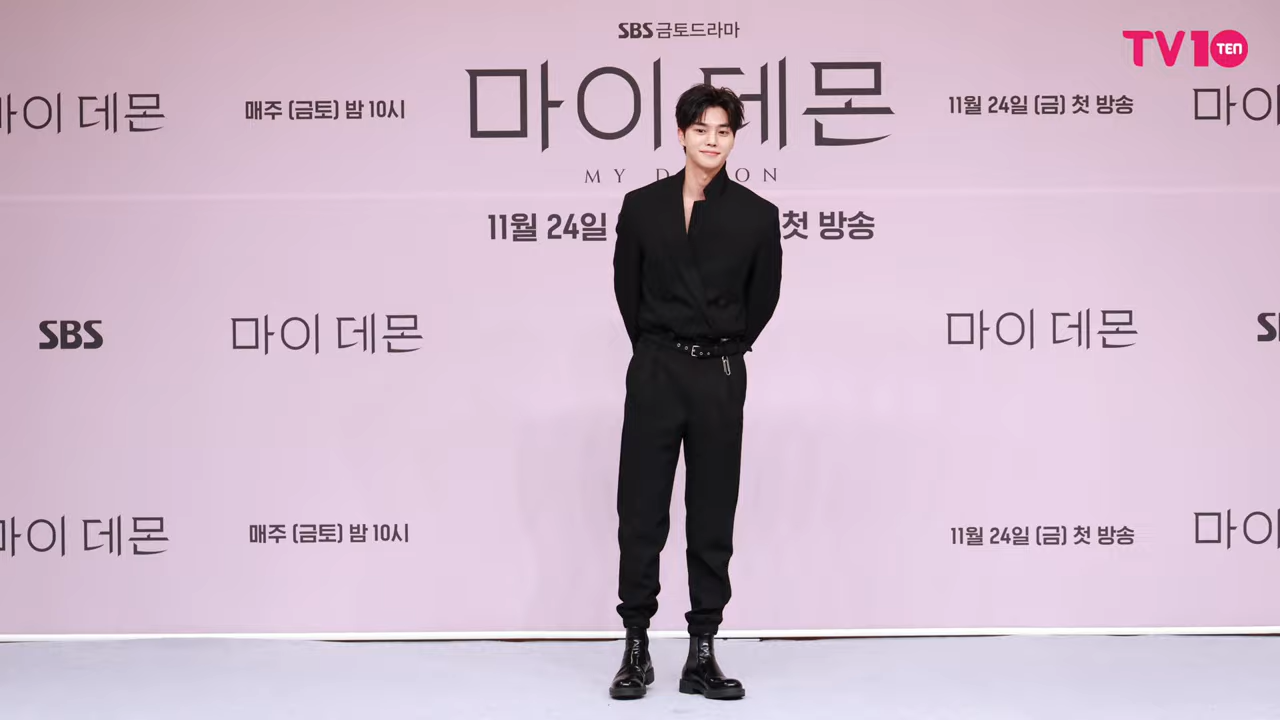 SBS 금토드라마
TV10 TEN
마이 데몬
매주 (금토) 밤 10시
마이 데몬
11월 24일 (금) 첫 방송
마이
MY D ON
11월 24일 첫 방송
SBS
마이 데몬
마이 데몬
마이 데몬
매주 (금토) 밤 10시
11월 24일 (금) 첫 방송
마이